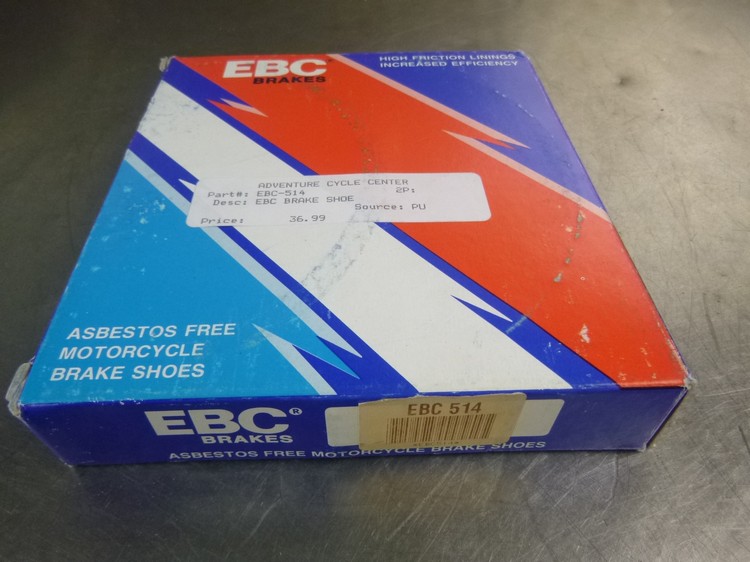 EBC
BRAKES
HIGH FRICTION LININGS
INCREASED EFFICIENCY
ADVENTURE CYCLE CENTER
Part#: EBC-514 2P:
Desc: EBC BRAKE SHOE
Source: PU
Price: 36.99
ASBESTOS FREE
MOTORCYCLE
BRAKE SHOES
EBC®
BRAKES
EBC 514
ASBESTOS FREE MOTORCYCLE BRAKE SHOES